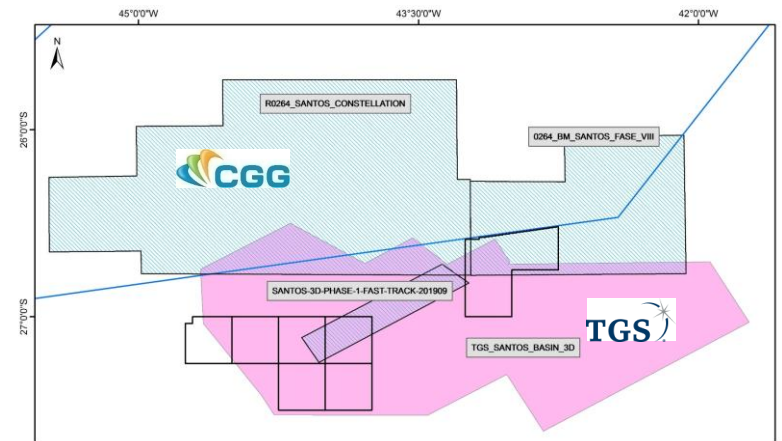 45°0'0"W
43°30'0"W
42°0'0"W
N
R0264_SANTOS_CONSTELLATION
26°0'0"S
0264_BM_SANTOS_FASE_VIII
CGG
SANTOS-3D-PHASE-1-FAST-TRACK-201909
27°0'0"S
TGS
TGS_SANTOS_BASIN_3D